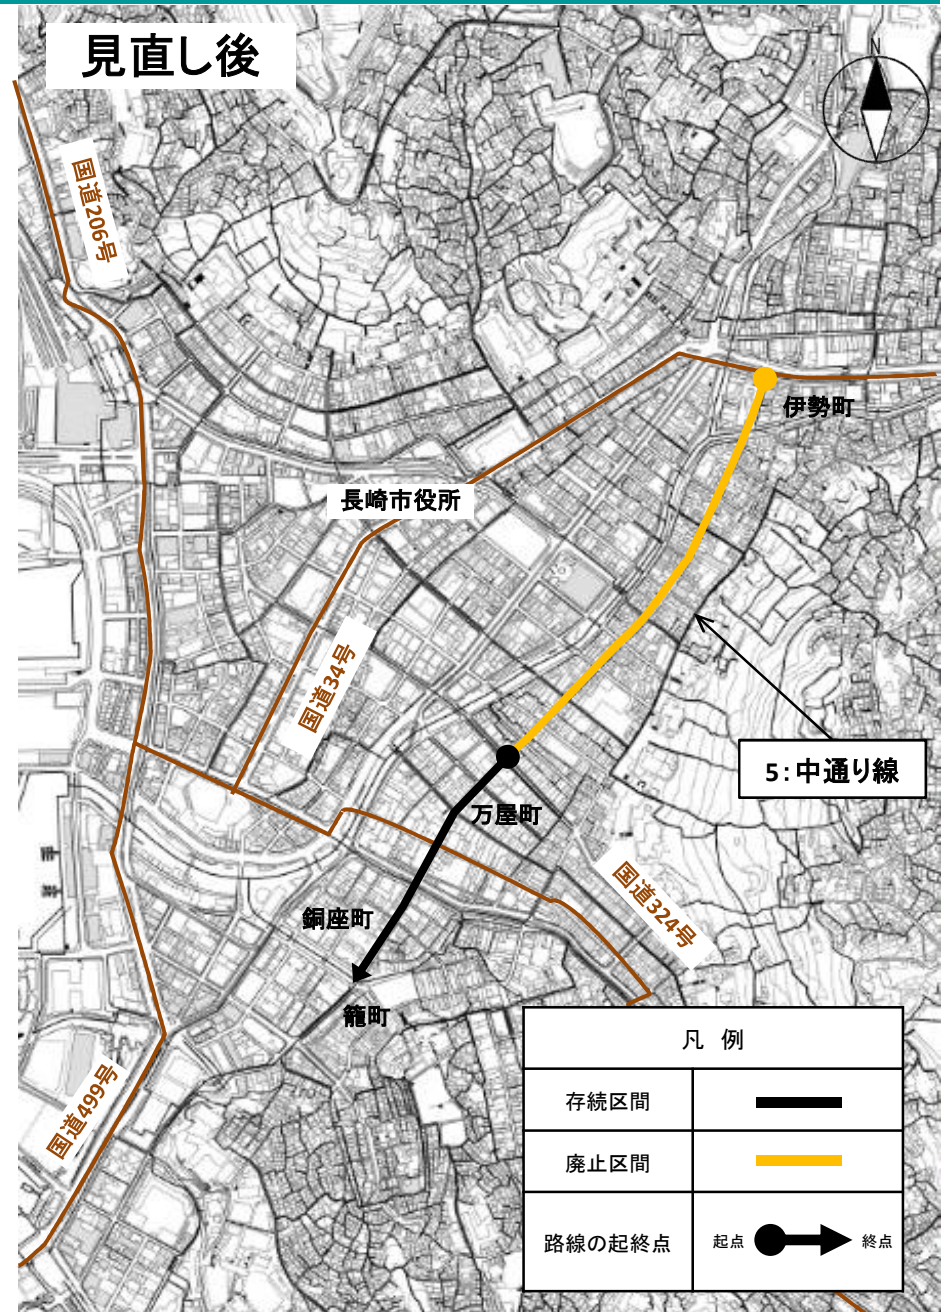 見直し後
N
国道206号
伊勢町
長崎市役所
国道34号
5:中通り線
万屋町
国道324号
銅座町
籠町
国道499号
凡 例
存続区間
廃止区間
路線の起終点
起点
終点